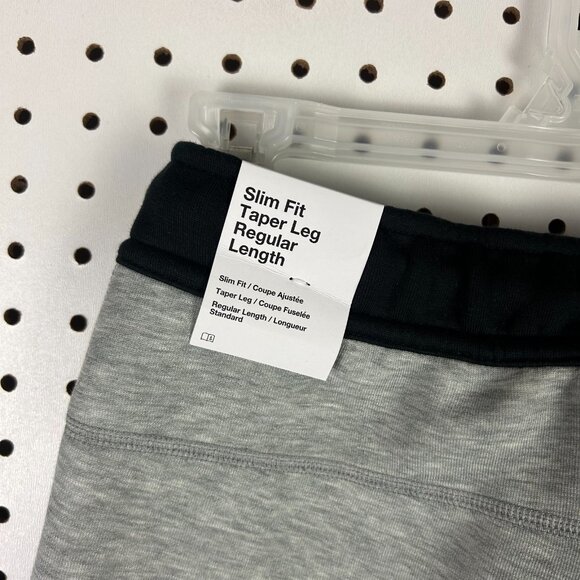 Slim Fit
Taper Leg
Regular
Length
Slim Fit / Coupe Ajustée
Taper Leg / Coupe Fuselée
Regular Length / Longueur
Standard